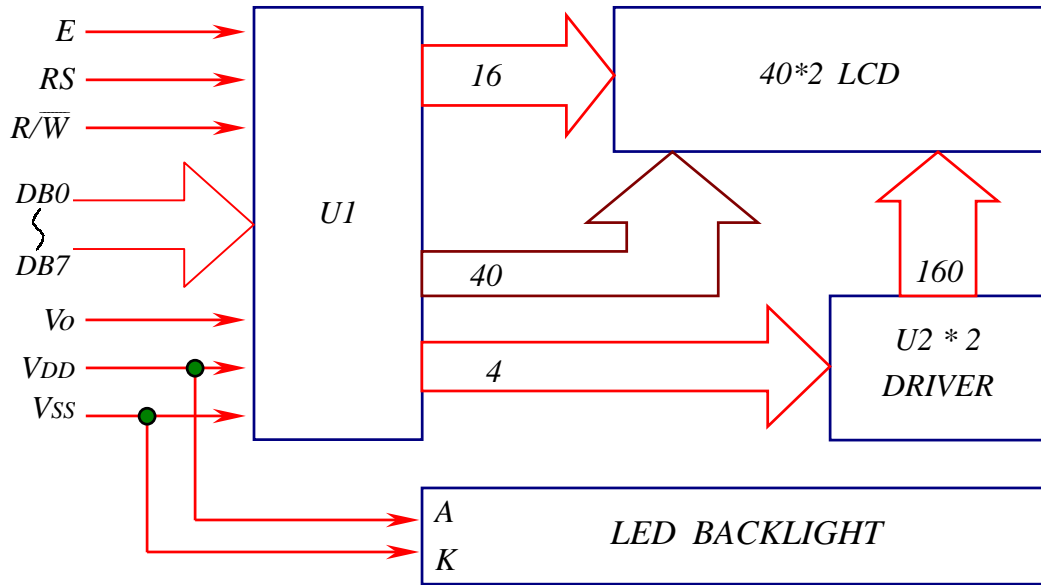 E
RS
R/W̅
DB0
DB7
Vo
VDD
VSS
U1
16
40*2 LCD
40
160
4
U2 * 2
DRIVER
A
K
LED BACKLIGHT